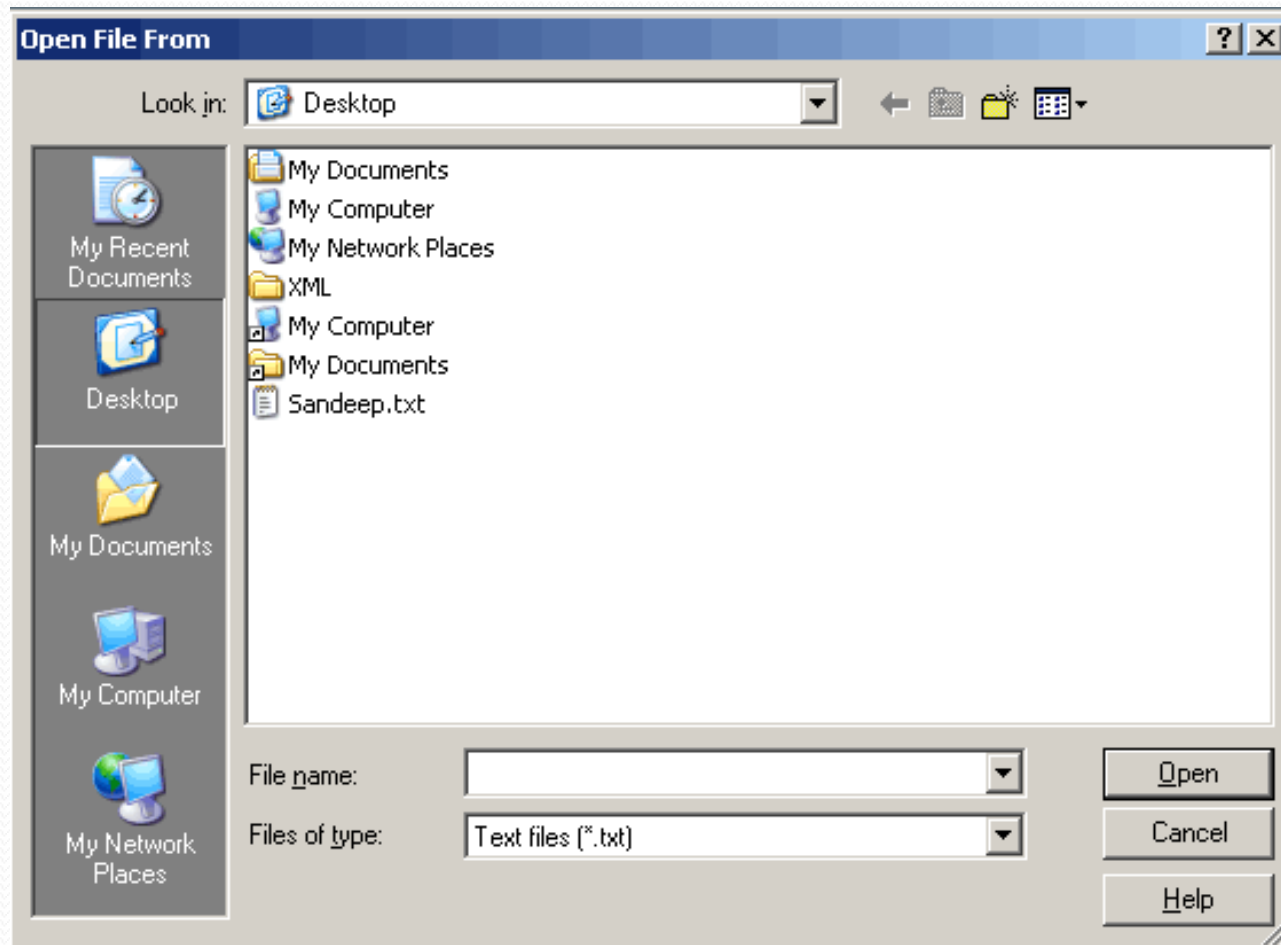 Open File From
Look in:
Desktop
My Recent
Documents
Desktop
My Documents
My Computer
My Network
Places
My Documents
My Computer
My Network Places
XML
My Computer
My Documents
Sandeep.txt
File name:
Open
Files of type:
Text files (*.txt)
Cancel
Help